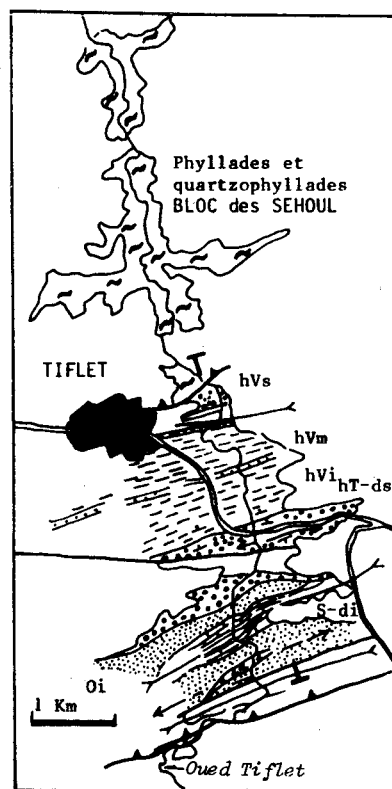 Phyllades et
quartzophyllades
BLOC des SEHOUL
TIFLET
hVs
hVm
hVi
hT-ds
S-di
Oi
1 Km
Oued Tiflet